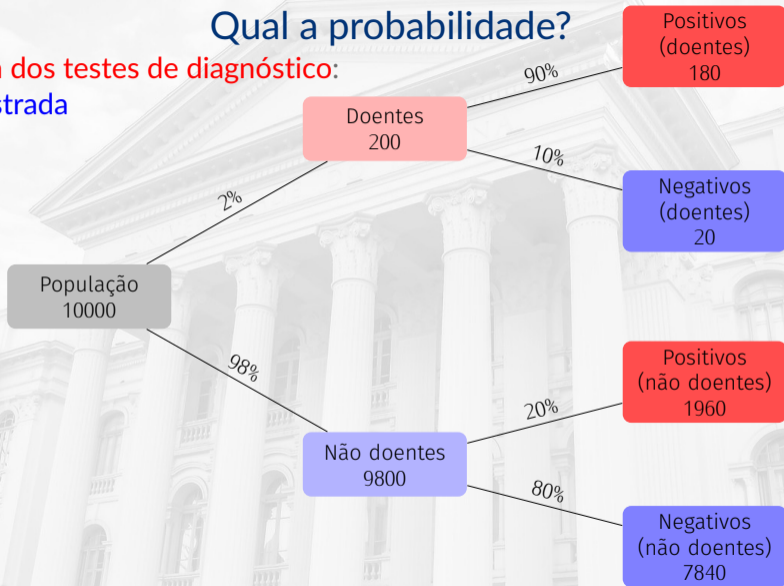 Qual a probabilidade?
dos testes de diagnóstico:
Positivos
(doentes)
180
90%
Doentes
200
10%
Negativos
(doentes)
20
2%
População
10000
98%
Positivos
(não doentes)
1960
20%
Não doentes
9800
80%
Negativos
(não doentes)
7840